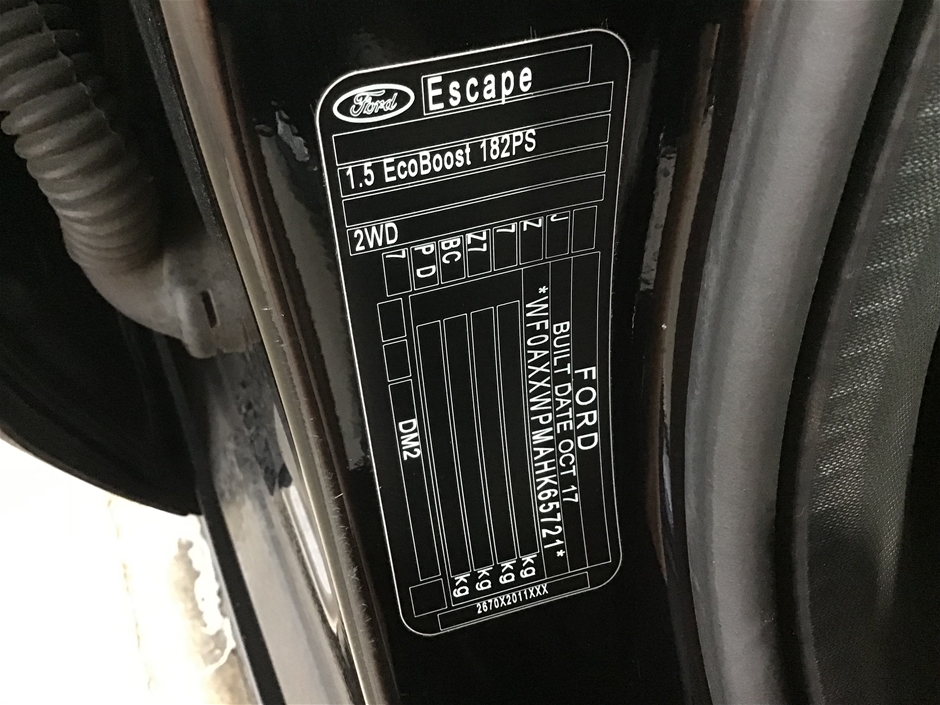 Ford
Escape
1.5 EcoBoost 182PS
2WD
7
P D
BC
Z7
7
Z
J
FORD
BUILT DATE OCT 17
*WF0AXXWPMAHK65721*
DM2
kg
kg
kg
kg
2670X2011XXX